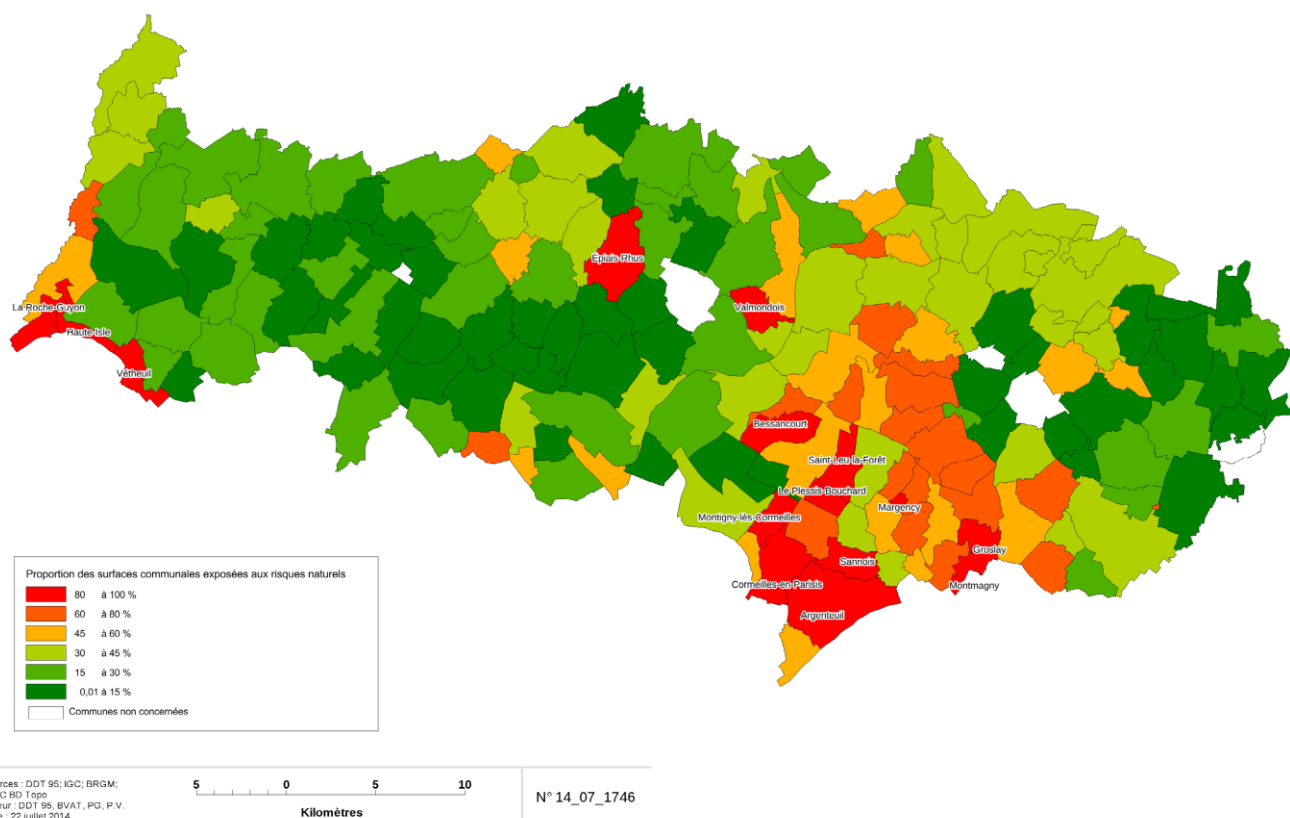 Épiais-Rhus
La Roche-Guyon
Valmondois
Haute-Isle
Vétheuil
Bessancourt
Saint-Leu-la-Forêt
Le Plessis-Bouchard
Margency
Montigny-lès-Cormeilles
Groslay
Sannois
Cormeilles-en-Parisis
Montmagny
Argenteuil
Proportion des surfaces communales exposées aux risques naturels
80 à 100 %
60 à 80 %
45 à 60 %
30 à 45 %
15 à 30 %
0,01 à 15 %
Communes non concernées
rces : DDT 95; IGC; BRGM;
C BD Topo
eur : DDT 95, BVAT, PG, P.V.
e : 22 juillet 2014
5 0 5 10
Kilomètres
N° 14_07_1746